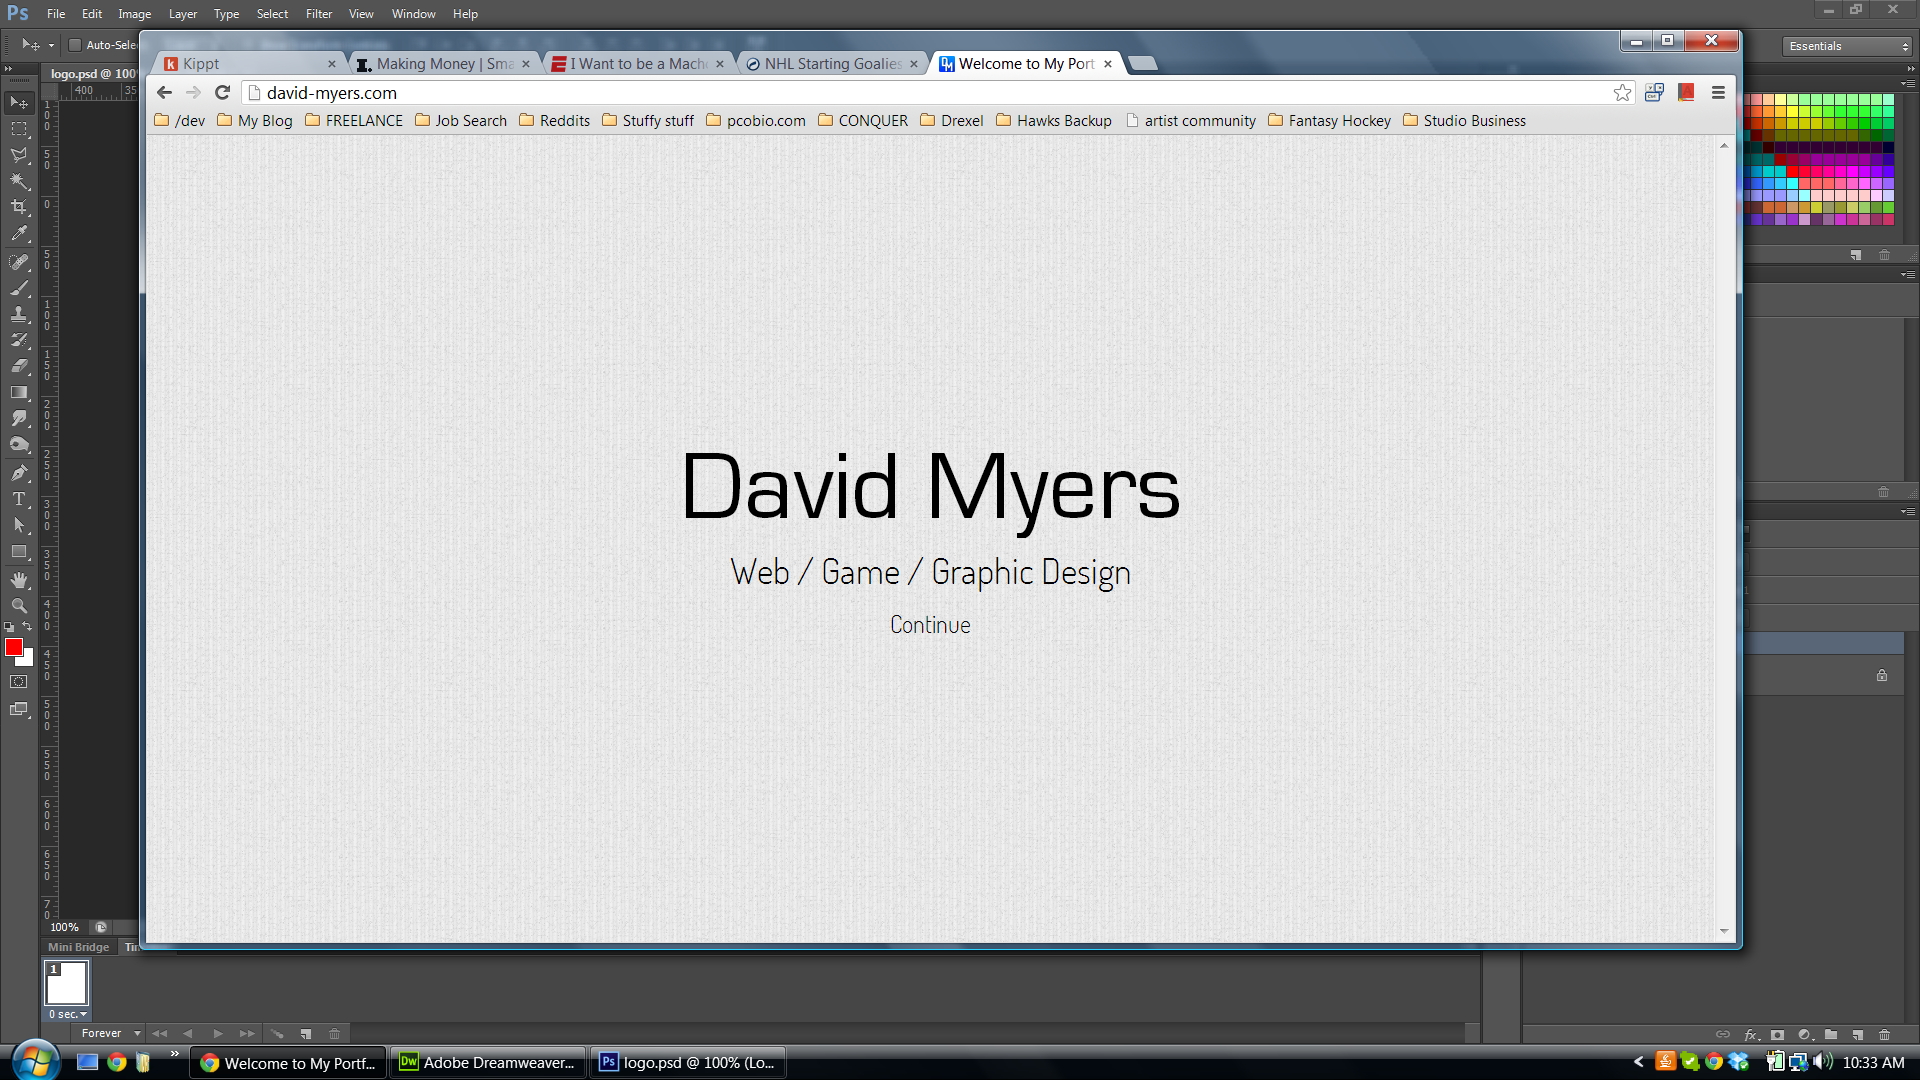 Ps File Edit Image Layer Type Select Filter View Window Help
Auto-Sele
Essentials
logo.psd @ 100%
Kippt
Making Money | Sma
I Want to be a Mach
NHL Starting Goalies
Welcome to My Port
david-myers.com
/dev My Blog FREELANCE Job Search Reddits Stuffy stuff pcobio.com CONQUER Drexel Hawks Backup artist community Fantasy Hockey Studio Business
David Myers
Web / Game / Graphic Design
Continue
100%
Mini Bridge
Tin
1
0 sec.
Forever
Welcome to My Portf...
Dw Adobe Dreamweaver...
Ps logo.psd @ 100% (Lo...
10:33 AM